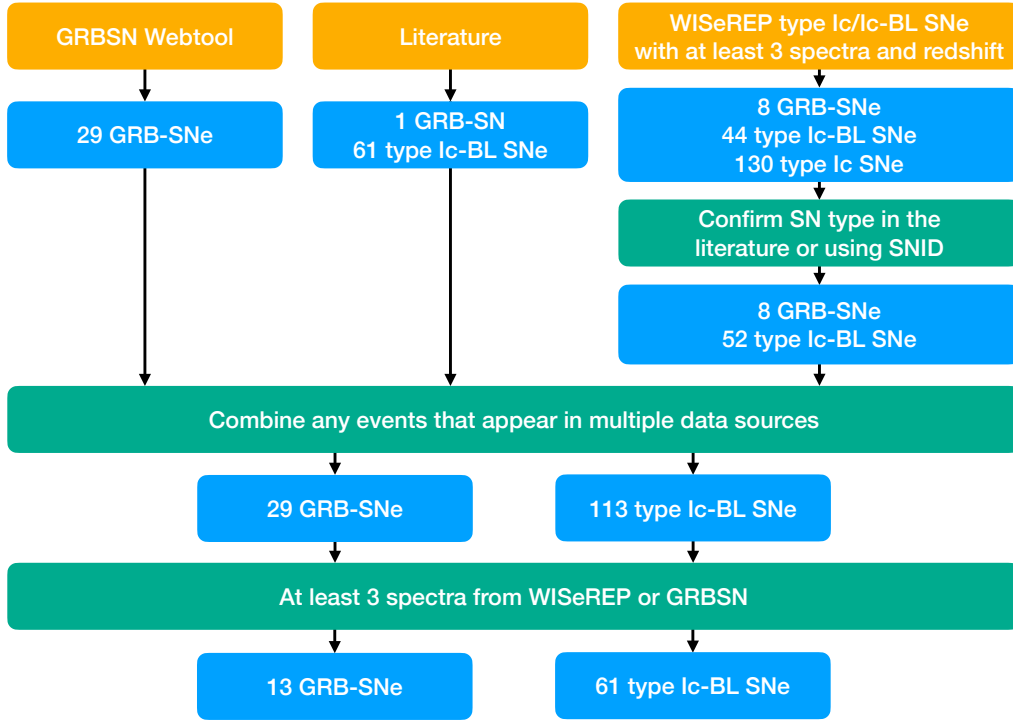 GRBSN Webtool
Literature
WISeREP type Ic/Ic-BL SNe
with at least 3 spectra and redshift
29 GRB-SNe
1 GRB-SN
61 type Ic-BL SNe
8 GRB-SNe
44 type Ic-BL SNe
130 type Ic SNe
Confirm SN type in the
literature or using SNID
8 GRB-SNe
52 type Ic-BL SNe
Combine any events that appear in multiple data sources
29 GRB-SNe
113 type Ic-BL SNe
At least 3 spectra from WISeREP or GRBSN
13 GRB-SNe
61 type Ic-BL SNe